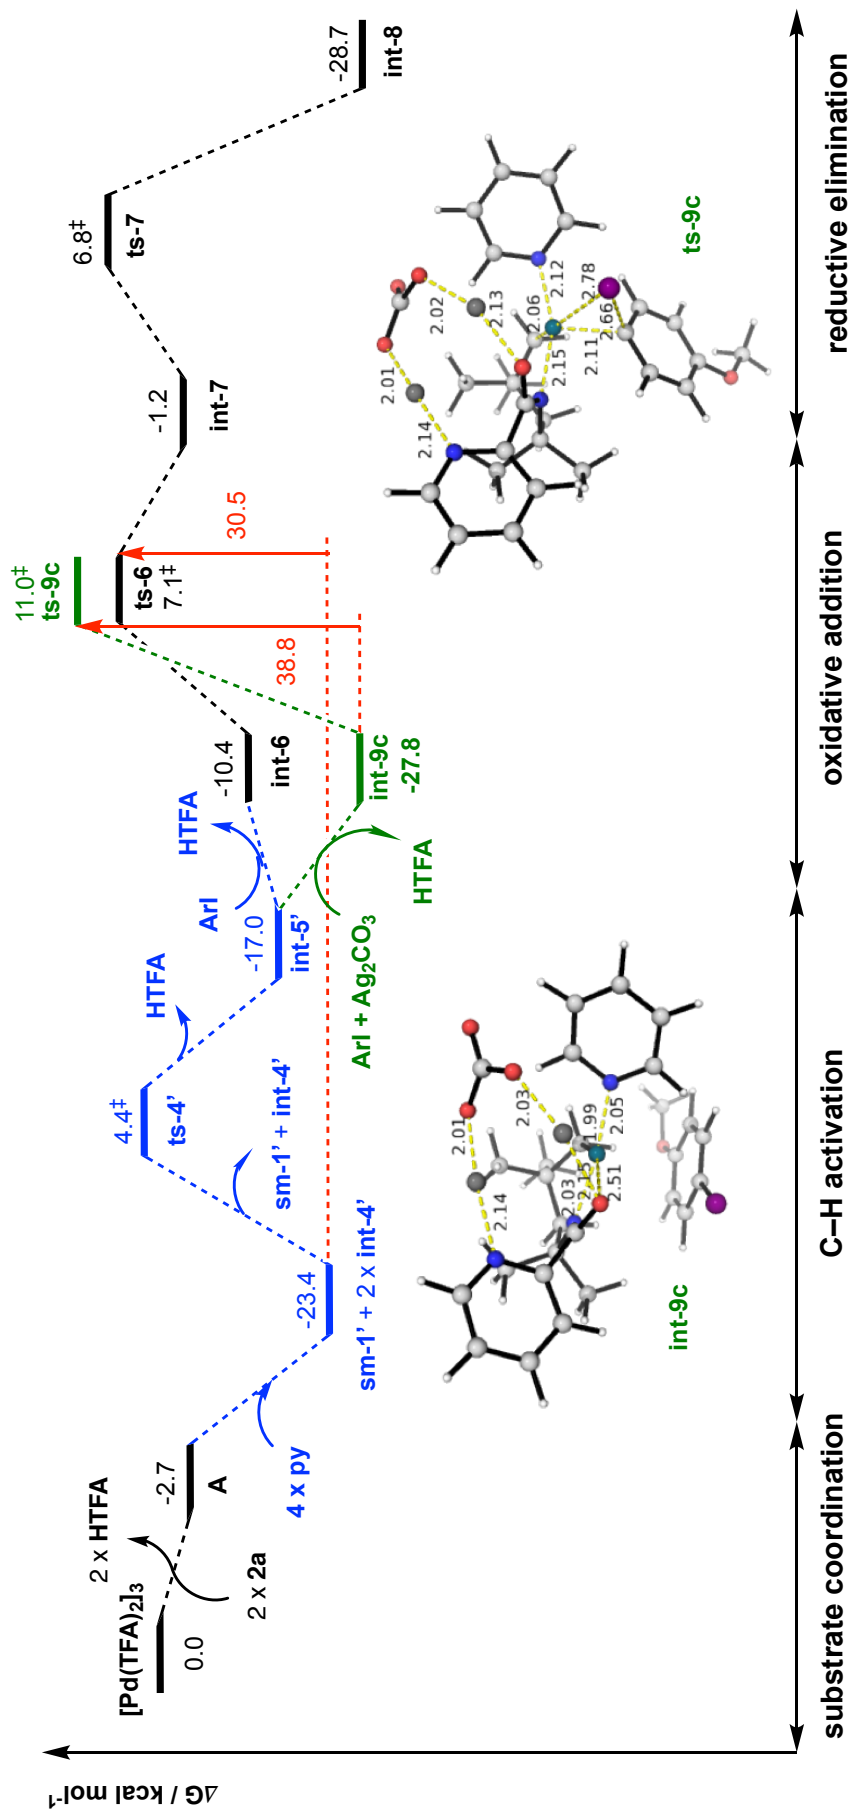 ΔG / kcal mol⁻¹
[Pd(TFA)₂]₃
0.0
2 x HTFA
2 x 2a
-2.7
A
4 x py
-23.4
sm-1’ + 2 x int-4’
sm-1’ + int-4’
4.4‡
ts-4’
HTFA
-17.0
int-5’
ArI
HTFA
ArI + Ag₂CO₃
HTFA
-10.4
int-6
int-9c
-27.8
38.8
11.0‡
ts-9c
ts-6
7.1‡
30.5
-1.2
int-7
6.8‡
ts-7
-28.7
int-8
2.01
2.03
2.14
1.99
2.03
2.15
2.05
2.51
int-9c
2.01
2.02
2.14
2.13
2.06
2.12
2.15
2.11
2.78
2.66
ts-9c
substrate coordination
C–H activation
oxidative addition
reductive elimination